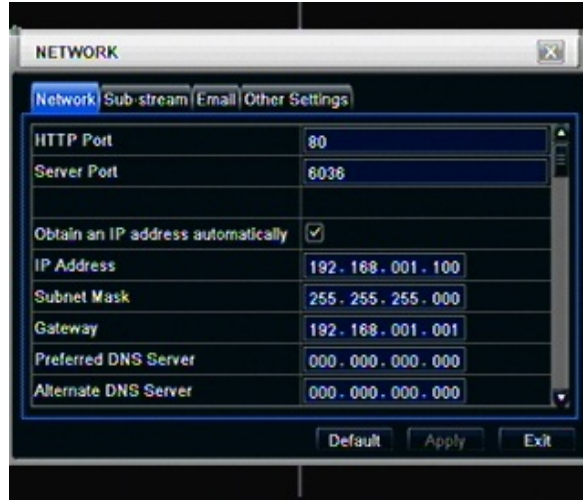 NETWORK
Network Sub-stream Email Other Settings
HTTP Port 80
Server Port 6036
Obtain an IP address automatically
IP Address 192 . 168 . 001 . 100
Subnet Mask 255 . 255 . 255 . 000
Gateway 192 . 168 . 001 . 001
Preferred DNS Server 000 . 000 . 000 . 000
Alternate DNS Server 000 . 000 . 000 . 000
Default Apply Exit